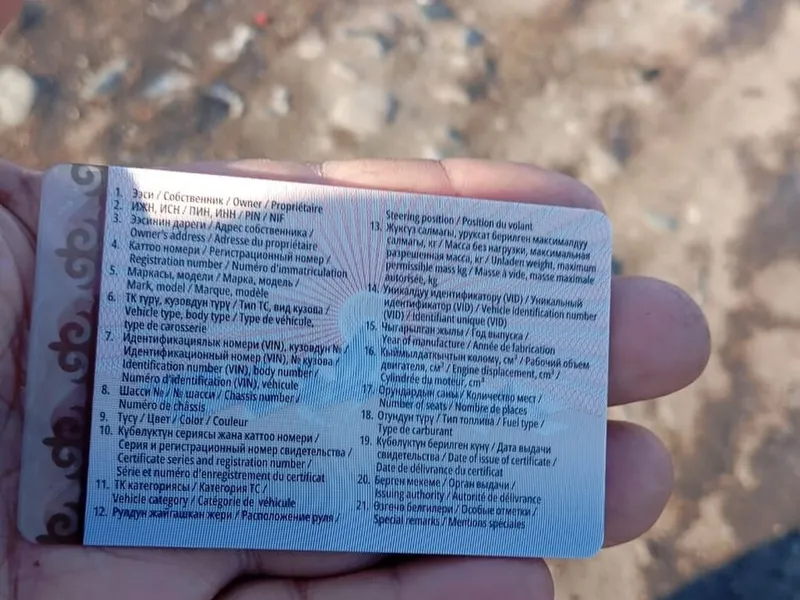 1. Ээси / Собственник / Owner / Propriétaire
2. ИЖН, ИСН / ПИН, ИНН / PIN / NIF
3. Ээсинин дареги / Адрес собственника /
Owner's address / Adresse du propriétaire
4. Каттоо номери / Регистрационный номер /
Registration number / Numéro d'immatriculation
5. Маркасы, модели / Марка, модель /
Mark, model / Marque, modèle
6. ТК түрү, кузовдун түрү / Тип ТС, вид кузова /
Vehicle type, body type / Type de véhicule,
type de carosserie
7. Идентификациялык номери (VIN), кузовдун № /
Идентификационный номер (VIN), № кузова /
Identification number (VIN), body number /
Numéro d'identification (VIN), véhicule
8. Шасси № / № шасси / Chassis number /
Numéro de châssis
9. Түсү / Цвет / Color / Couleur
10. Күбөлүктүн сериясы жана каттоо номери /
Серия и регистрационный номер свидетельства /
Certificate series and registration number /
Série et numéro d'enregistrement du certificat
11. ТК категориясы / Категория ТС /
Vehicle category / Catégorie de véhicule
12. Рулдун жайгашкан жери / Расположение руля /
Steering position / Position du volant
13. Жүксүз салмагы, уруксат берилген максималдуу
салмагы, кг / Масса без нагрузки, максимальная
разрешенная масса, кг / Unladen weight, maximum
permissible mass kg / Masse à vide, masse maximale
autorisée, kg
14. Уникалдуу идентификатору (VID) / Уникальный
идентификатор (VID) / Vehicle identification number
(VID) / Identifiant unique (VID)
15. Чыгарылган жылы / Год выпуска /
Year of manufacture / Année de fabrication
16. Кыймылдаткычтын көлөмү, см³ / Рабочий объем
двигателя, см³ / Engine displacement, cm³ /
Cylindrée du moteur, cm³
17. Орундардын саны / Количество мест /
Number of seats / Nombre de places
18. Отундун түрү / Тип топлива / Fuel type /
Type de carburant
19. Күбөлүктүн берилген күнү / Дата выдачи
свидетельства / Date of issue of certificate /
Date de délivrance du certificat
20. Берген мекеме / Орган выдачи /
Issuing authority / Autorité de délivrance
21. Өзгөчө белгилери / Особые отметки /
Special remarks / Mentions spéciales